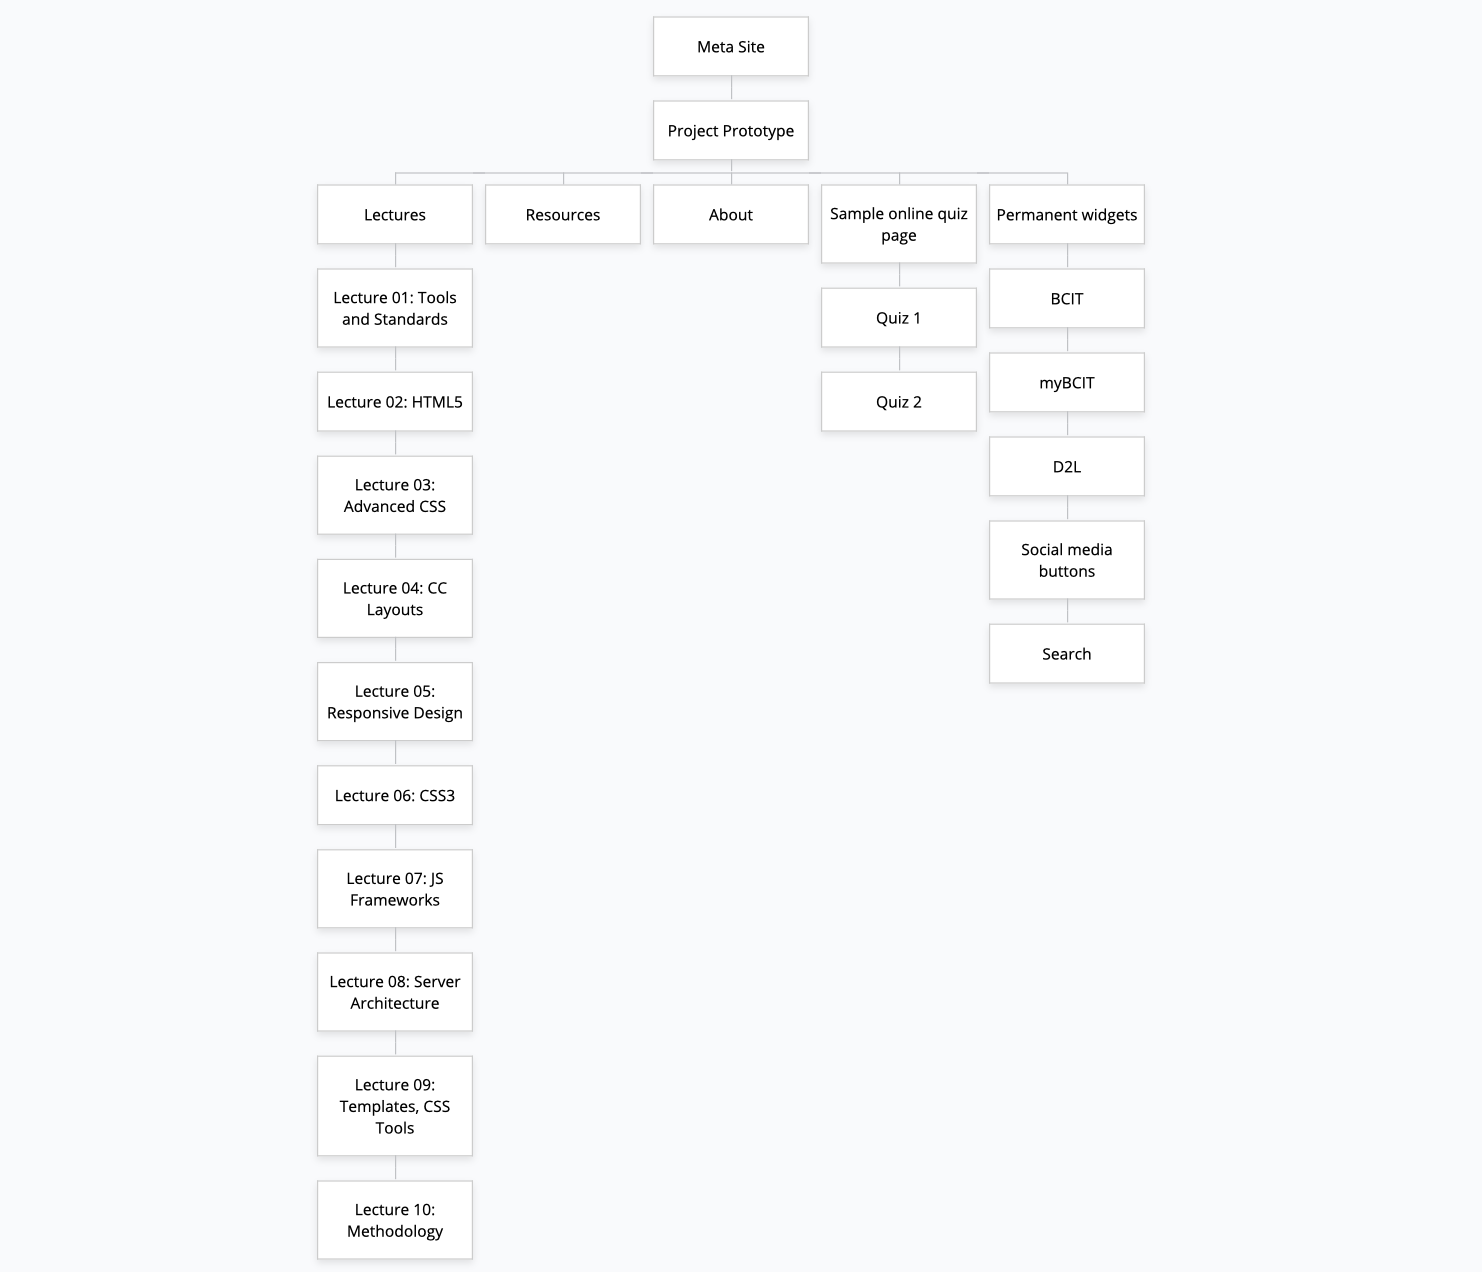 Meta Site
Project Prototype
Lectures
Resources
About
Sample online quiz
page
Permanent widgets
Lecture 01: Tools
and Standards
Lecture 02: HTML5
Lecture 03:
Advanced CSS
Lecture 04: CC
Layouts
Lecture 05:
Responsive Design
Lecture 06: CSS3
Lecture 07: JS
Frameworks
Lecture 08: Server
Architecture
Lecture 09:
Templates, CSS
Tools
Lecture 10:
Methodology
Quiz 1
Quiz 2
BCIT
myBCIT
D2L
Social media
buttons
Search